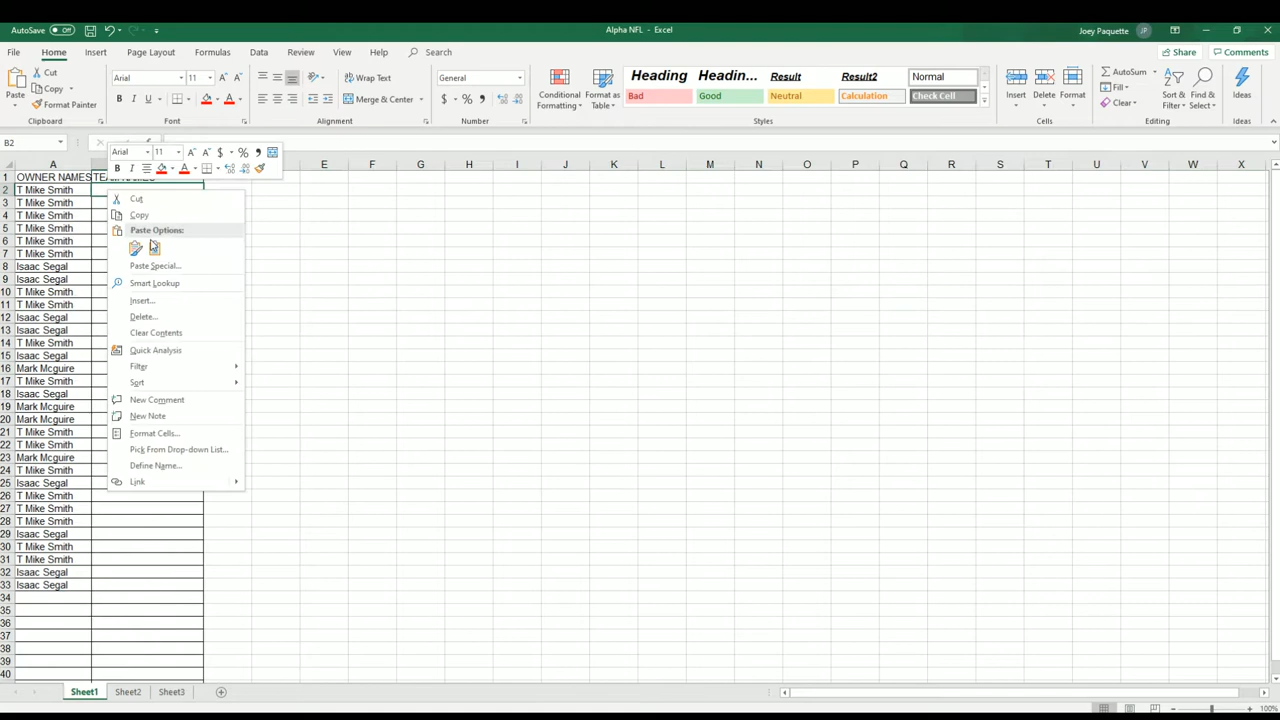 AutoSave Off
Alpha NFL - Excel
Joey Paquette JP
File Home Insert Page Layout Formulas Data Review View Help Search
Share Comments
Paste
Cut
Copy
Format Painter
Clipboard
Arial 11
B I U
Font
Wrap Text
Merge & Center
Alignment
General
$ % ,
Number
Conditional Formatting
Format as Table
Heading Headin... Result Result2 Normal
Bad Good Neutral Calculation Check Cell
Styles
Insert Delete Format
Cells
AutoSum
Fill
Clear
Sort & Filter
Find & Select
Editing
Ideas
Ideas
B2
Arial 11 $ % ,
B I
A E F G H I J K L M N O P Q R S T U V W X
1 OWNER NAMES TEAM NAMES
2 T Mike Smith
3 T Mike Smith
4 T Mike Smith
5 T Mike Smith
6 T Mike Smith
7 T Mike Smith
8 Isaac Segal
9 Isaac Segal
10 T Mike Smith
11 T Mike Smith
12 Isaac Segal
13 Isaac Segal
14 T Mike Smith
15 Isaac Segal
16 Mark Mcguire
17 T Mike Smith
18 Isaac Segal
19 Mark Mcguire
20 Mark Mcguire
21 T Mike Smith
22 T Mike Smith
23 Mark Mcguire
24 T Mike Smith
25 Isaac Segal
26 T Mike Smith
27 T Mike Smith
28 T Mike Smith
29 Isaac Segal
30 T Mike Smith
31 T Mike Smith
32 Isaac Segal
33 Isaac Segal
34
35
36
37
38
39
40
Cut
Copy
Paste Options:
Paste Special...
Smart Lookup
Insert...
Delete...
Clear Contents
Quick Analysis
Filter
Sort
New Comment
New Note
Format Cells...
Pick From Drop-down List...
Define Name...
Link
Sheet1 Sheet2 Sheet3
100%